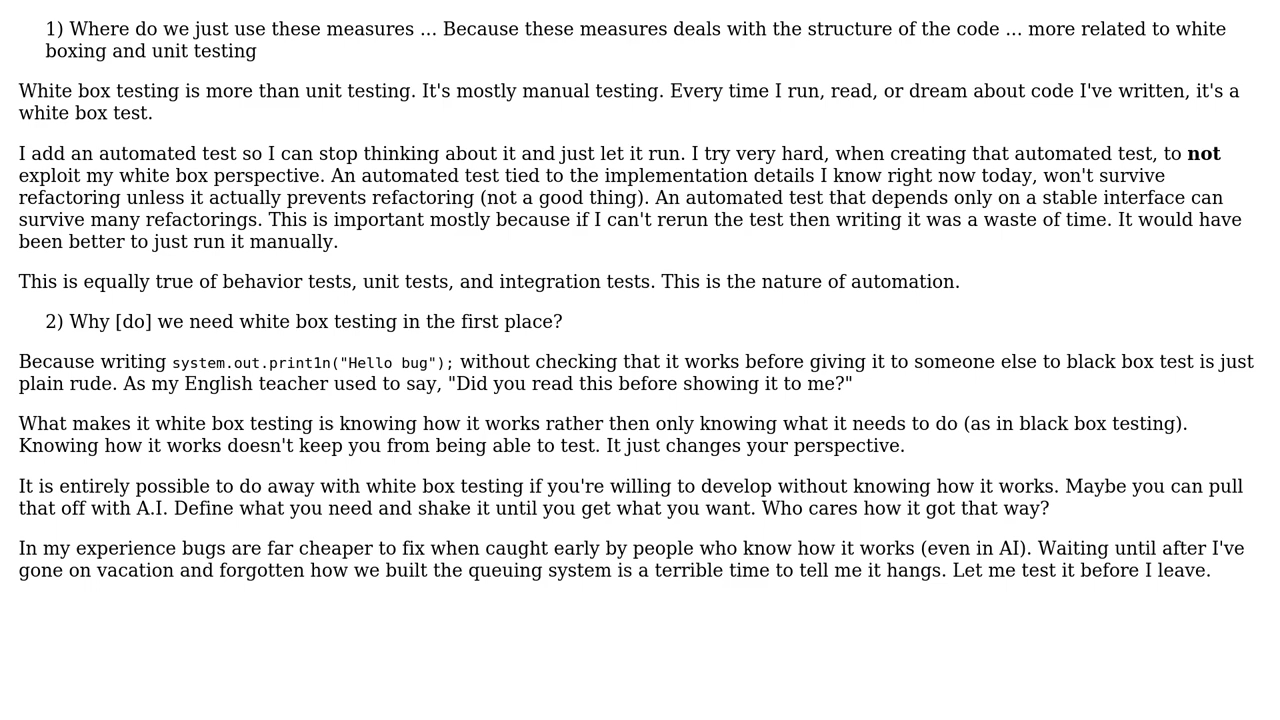 1) Where do we just use these measures ... Because these measures deals with the structure of the code ... more related to white
boxing and unit testing
White box testing is more than unit testing. It's mostly manual testing. Every time I run, read, or dream about code I've written, it's a
white box test.
I add an automated test so I can stop thinking about it and just let it run. I try very hard, when creating that automated test, to not
exploit my white box perspective. An automated test tied to the implementation details I know right now today, won't survive
refactoring unless it actually prevents refactoring (not a good thing). An automated test that depends only on a stable interface can
survive many refactorings. This is important mostly because if I can't rerun the test then writing it was a waste of time. It would have
been better to just run it manually.
This is equally true of behavior tests, unit tests, and integration tests. This is the nature of automation.
2) Why [do] we need white box testing in the first place?
Because writing system.out.print1n("Hello bug"); without checking that it works before giving it to someone else to black box test is just
plain rude. As my English teacher used to say, "Did you read this before showing it to me?"
What makes it white box testing is knowing how it works rather then only knowing what it needs to do (as in black box testing).
Knowing how it works doesn't keep you from being able to test. It just changes your perspective.
It is entirely possible to do away with white box testing if you're willing to develop without knowing how it works. Maybe you can pull
that off with A.I. Define what you need and shake it until you get what you want. Who cares how it got that way?
In my experience bugs are far cheaper to fix when caught early by people who know how it works (even in AI). Waiting until after I've
gone on vacation and forgotten how we built the queuing system is a terrible time to tell me it hangs. Let me test it before I leave.